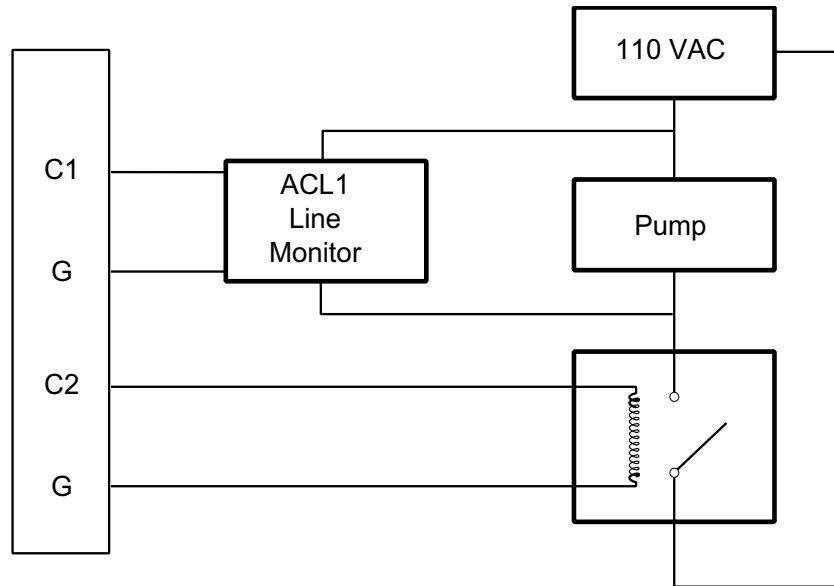 110 VAC
C1
ACL1
Line
Monitor
Pump
G
C2
G